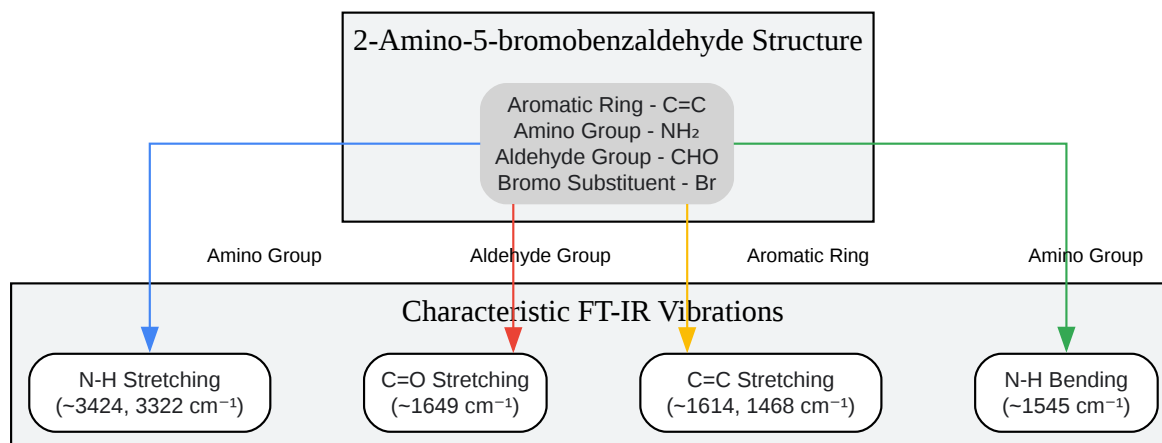 2-Amino-5-bromobenzaldehyde Structure
Aromatic Ring - C=C
Amino Group - NH₂
Aldehyde Group - CHO
Bromo Substituent - Br
Amino Group
Aldehyde Group
Aromatic Ring
Amino Group
Characteristic FT-IR Vibrations
N-H Stretching
(~3424, 3322 cm⁻¹)
C=O Stretching
(~1649 cm⁻¹)
C=C Stretching
(~1614, 1468 cm⁻¹)
N-H Bending
(~1545 cm⁻¹)